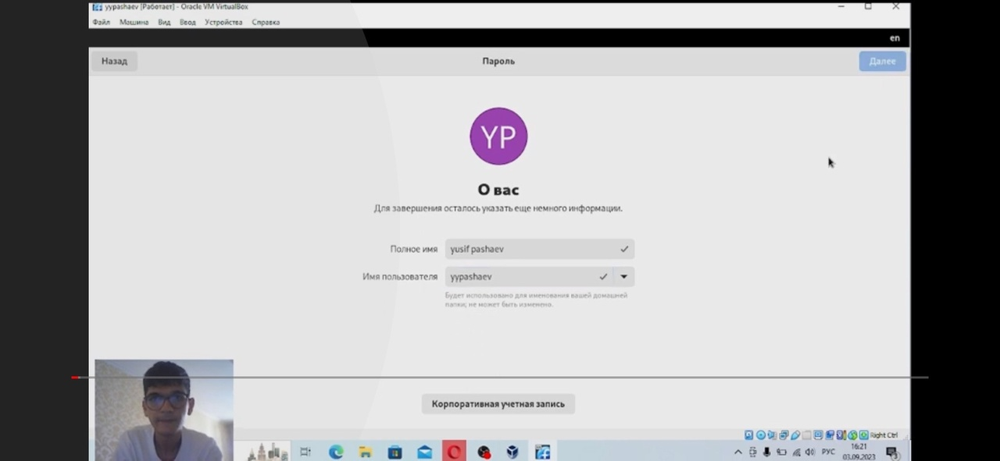 yypashaev [Работает] - Oracle VM VirtualBox
Файл Машина Вид Ввод Устройства Справка
en
Назад Пароль Далее
YP
О вас
Для завершения осталось указать еще немного информации.
Полное имя yusif pashaev
Имя пользователя yypashaev
Будет использовано для именования вашей домашней
папки; не может быть изменено.
Корпоративная учетная запись
Right Ctrl
РУС 16:21
03.09.2023
3